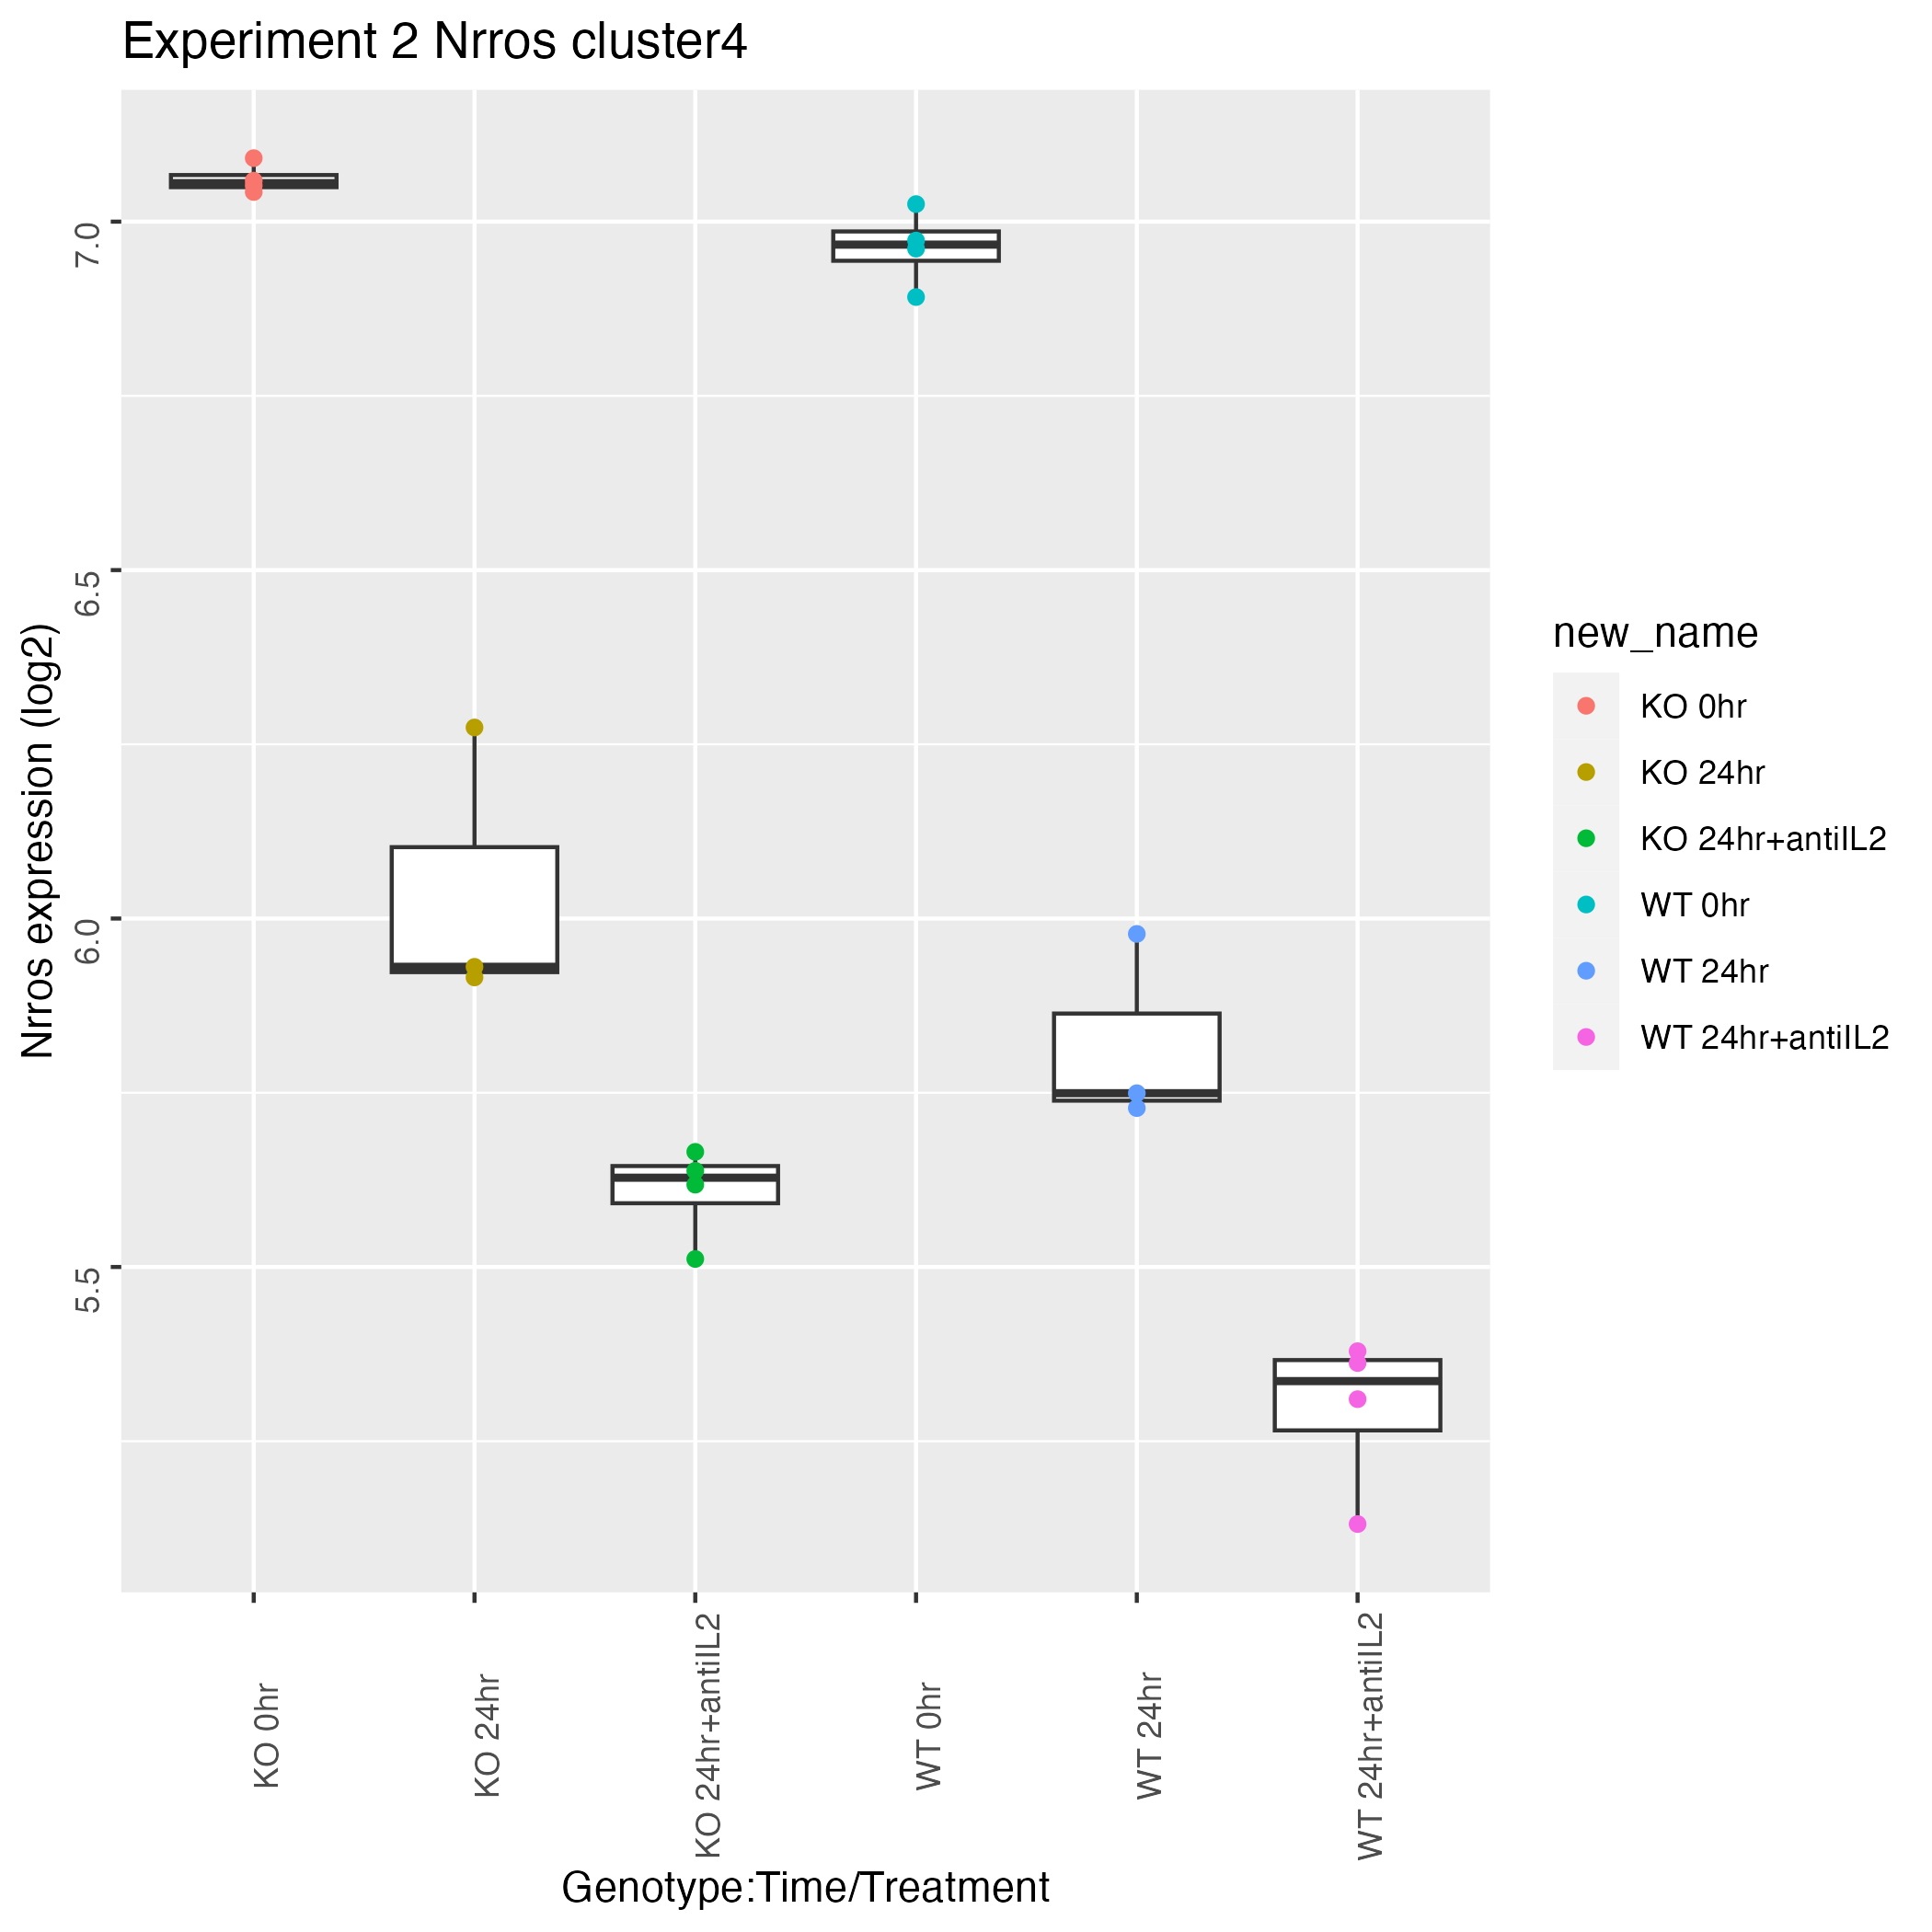 Experiment 2 Nrros cluster4
Nrros expression (log2)
7.0
6.5
6.0
5.5
KO 0hr
KO 24hr
KO 24hr+antiIL2
WT 0hr
WT 24hr
WT 24hr+antiIL2
Genotype:Time/Treatment
new_name
KO 0hr
KO 24hr
KO 24hr+antiIL2
WT 0hr
WT 24hr
WT 24hr+antiIL2